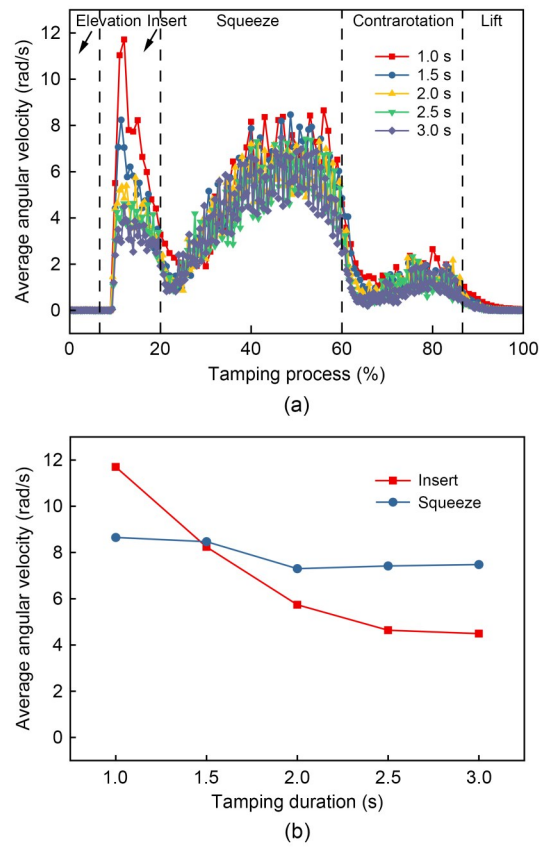 Elevation Insert Squeeze Contrarotation Lift
12
10
8
6
4
2
0
Average angular velocity (rad/s)
1.0 s
1.5 s
2.0 s
2.5 s
3.0 s
0 20 40 60 80 100
Tamping process (%)
(a)
12
10
8
6
4
2
0
Average angular velocity (rad/s)
Insert
Squeeze
1.0 1.5 2.0 2.5 3.0
Tamping duration (s)
(b)